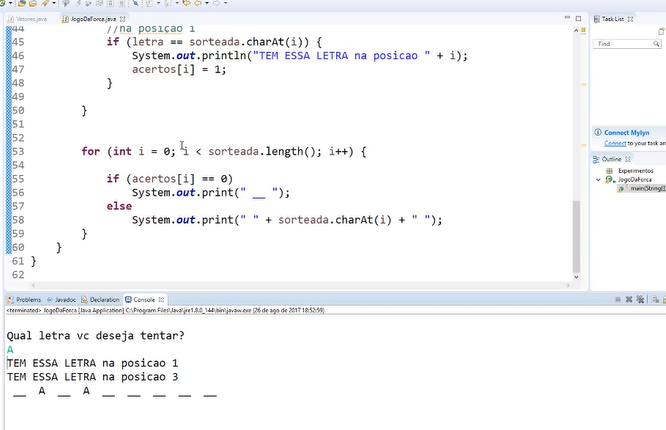 Vetores.java
JogoDaForca.java
Task List
44 //na posiçao i
45 if (letra == sorteada.charAt(i)) {
46 System.out.println("TEM ESSA LETRA na posicao " + i);
47 acertos[i] = 1;
48 }
49
50 }
51
52
53 for (int i = 0; i < sorteada.length(); i++) {
54
55 if (acertos[i] == 0)
56 System.out.print(" __ ");
57 else
58 System.out.print(" " + sorteada.charAt(i) + " ");
59 }
60 }
61 }
62
Find
Connect Mylyn
Connect to your task and
Outline
Experimentos
JogoDaForca
main(String[])
Problems @ Javadoc Declaration Console
<terminated> JogoDaForca [Java Application] C:\Program Files\Java\jre1.8.0_144\bin\javaw.exe (26 de ago de 2017 18:52:59)
Qual letra vc deseja tentar?
A
TEM ESSA LETRA na posicao 1
TEM ESSA LETRA na posicao 3
__ A __ A __ __ __ __ __